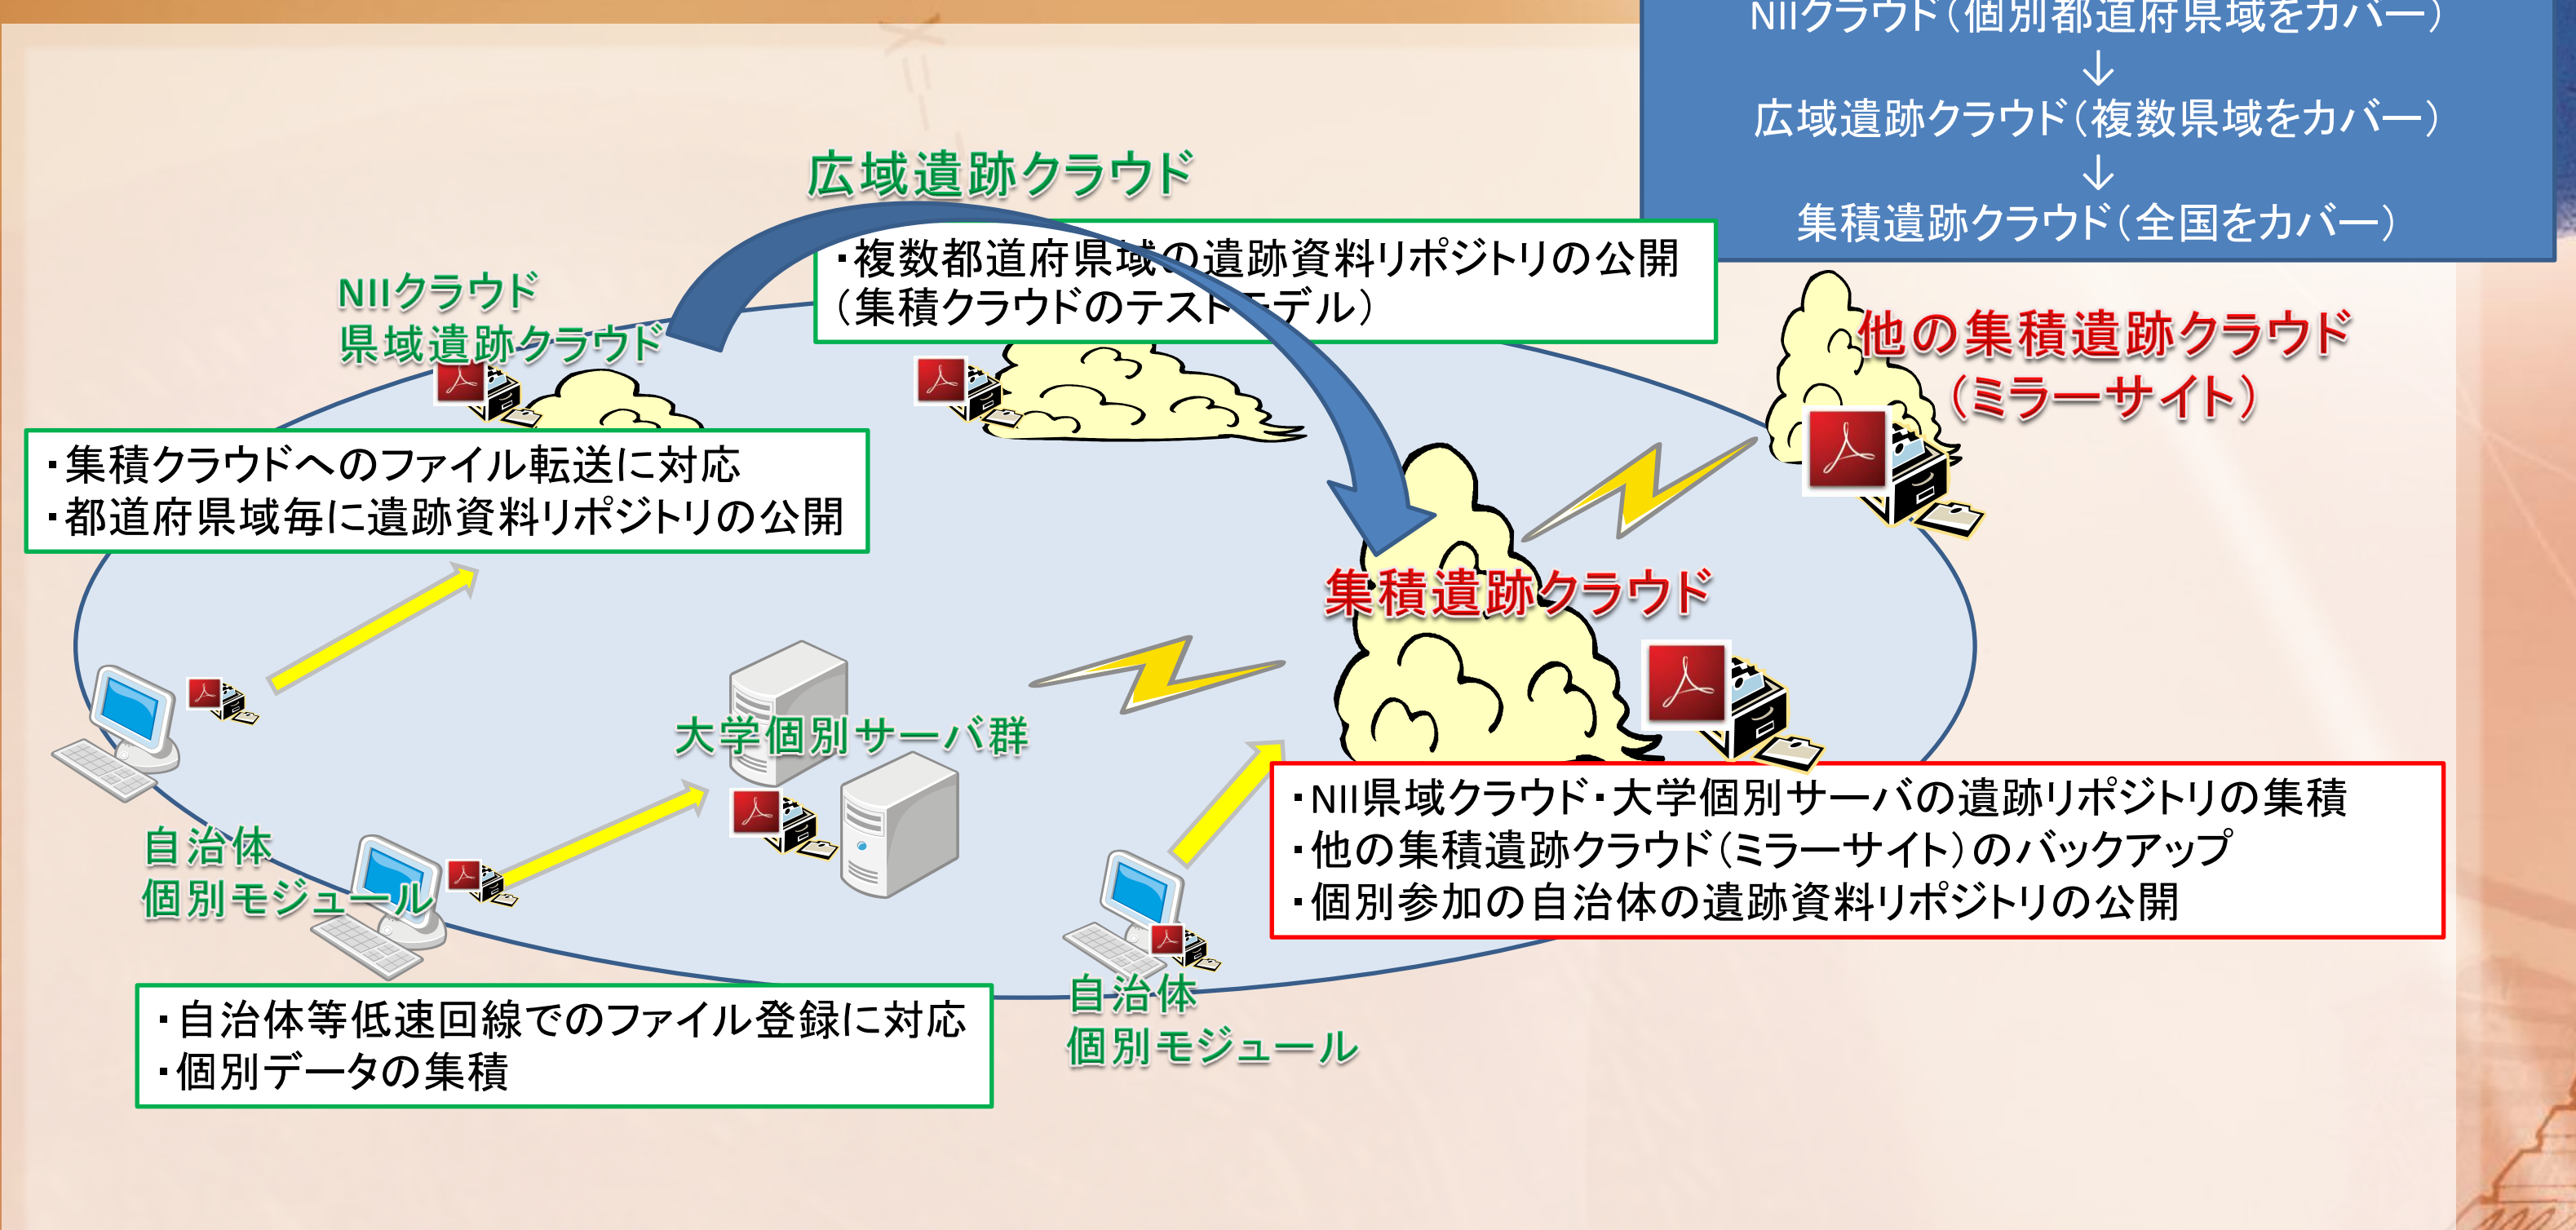 NIIクラウド（個別都道府県域をカバー）
↓
広域遺跡クラウド（複数県域をカバー）
↓
集積遺跡クラウド（全国をカバー）
広域遺跡クラウド
・複数都道府県域の遺跡資料リポジトリの公開
（集積クラウドのテストモデル）
NIIクラウド
県域遺跡クラウド
他の集積遺跡クラウド
（ミラーサイト）
・集積クラウドへのファイル転送に対応
・都道府県域毎に遺跡資料リポジトリの公開
集積遺跡クラウド
大学個別サーバ群
・NII県域クラウド・大学個別サーバの遺跡リポジトリの集積
・他の集積遺跡クラウド（ミラーサイト）のバックアップ
・個別参加の自治体の遺跡資料リポジトリの公開
自治体
個別モジュール
・自治体等低速回線でのファイル登録に対応
・個別データの集積
自治体
個別モジュール